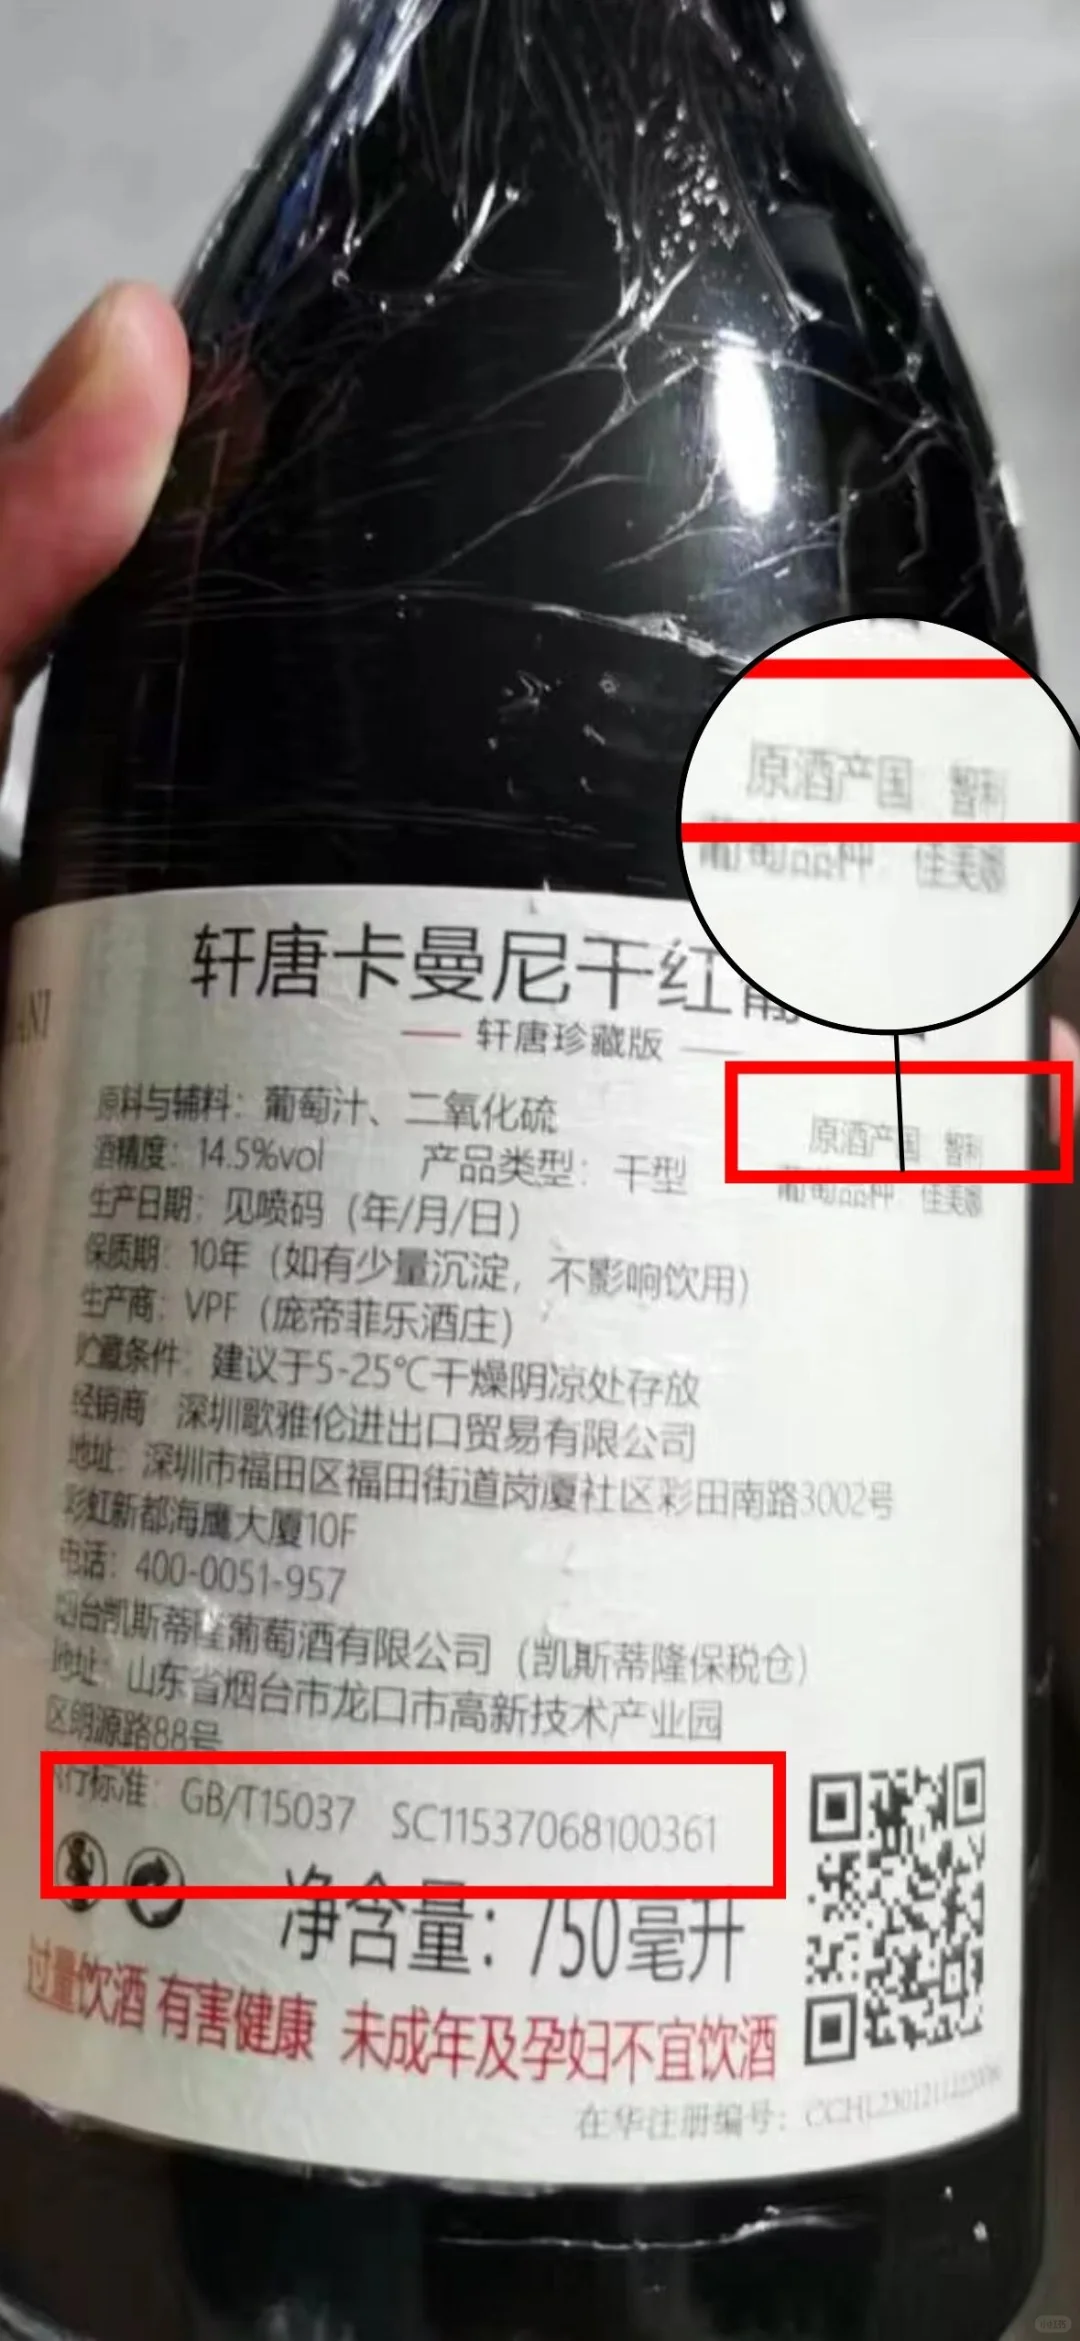 原酒产国：智利
葡萄品种：佳美娜
ANI
轩唐卡曼尼干红葡
轩唐珍藏版
原料与辅料：葡萄汁、二氧化硫
酒精度：14.5%vol 产品类型：干型
原酒产国：智利
葡萄品种：佳美娜
生产日期：见喷码（年/月/日）
保质期：10年（如有少量沉淀，不影响饮用）
生产商：VPF（庞帝菲乐酒庄）
贮藏条件：建议于5-25℃干燥阴凉处存放
经销商：深圳歌雅伦进出口贸易有限公司
地址：深圳市福田区福田街道岗厦社区彩田南路3002号
彩虹新都海鹰大厦10F
电话：400-0051-957
烟台凯斯蒂隆葡萄酒有限公司（凯斯蒂隆保税仓）
地址：山东省烟台市龙口市高新技术产业园
区朗源路88号
执行标准：GB/T15037 SC11537068100361
净含量：750毫升
过量饮酒 有害健康 未成年及孕妇不宜饮酒
在华注册编号：